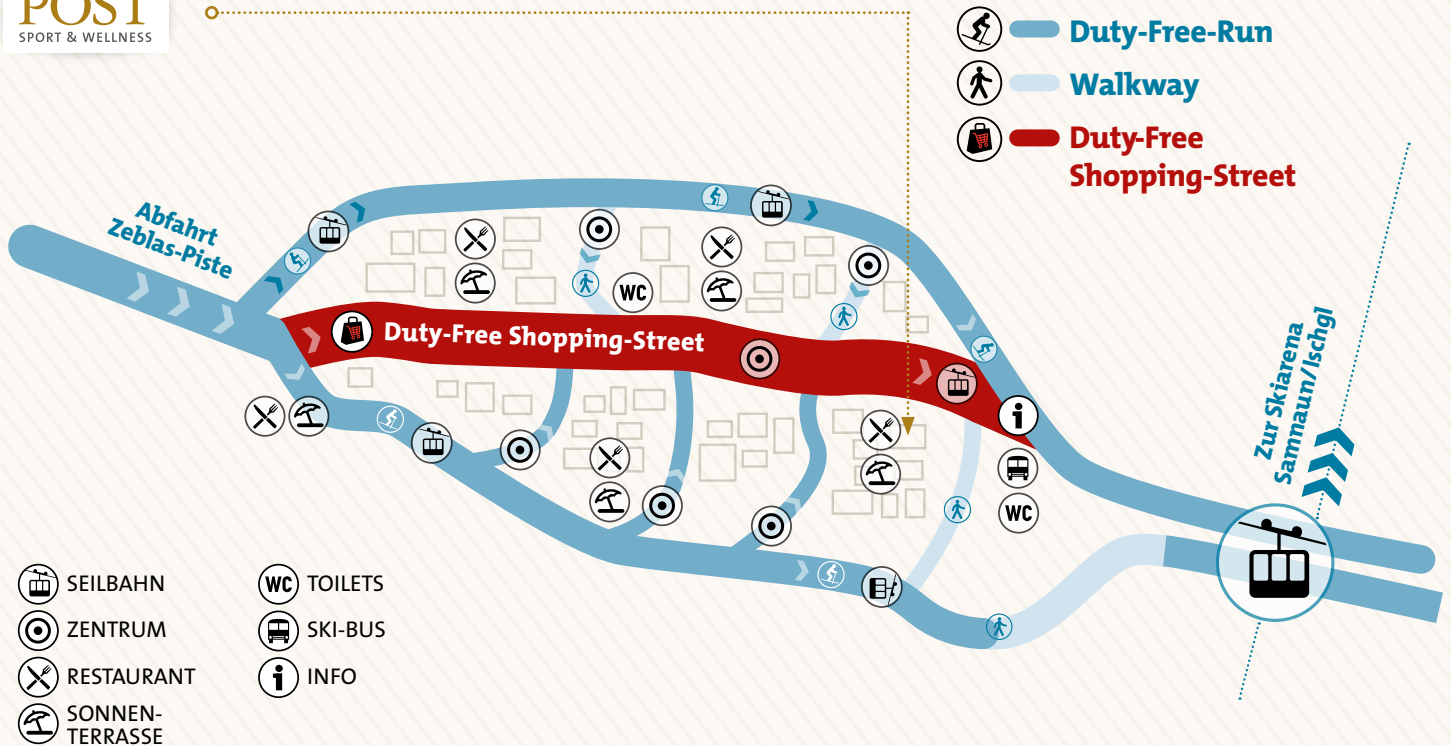 POST
SPORT & WELLNESS
Duty-Free-Run
Walkway
Duty-Free
Shopping-Street
Abfahrt
Zeblas-Piste
WC
Duty-Free Shopping-Street
Zur Skiarena
Samnaun/Ischgl
i
WC
SEILBAHN
ZENTRUM
RESTAURANT
SONNEN-
TERRASSE
WC TOILETS
SKI-BUS
i INFO